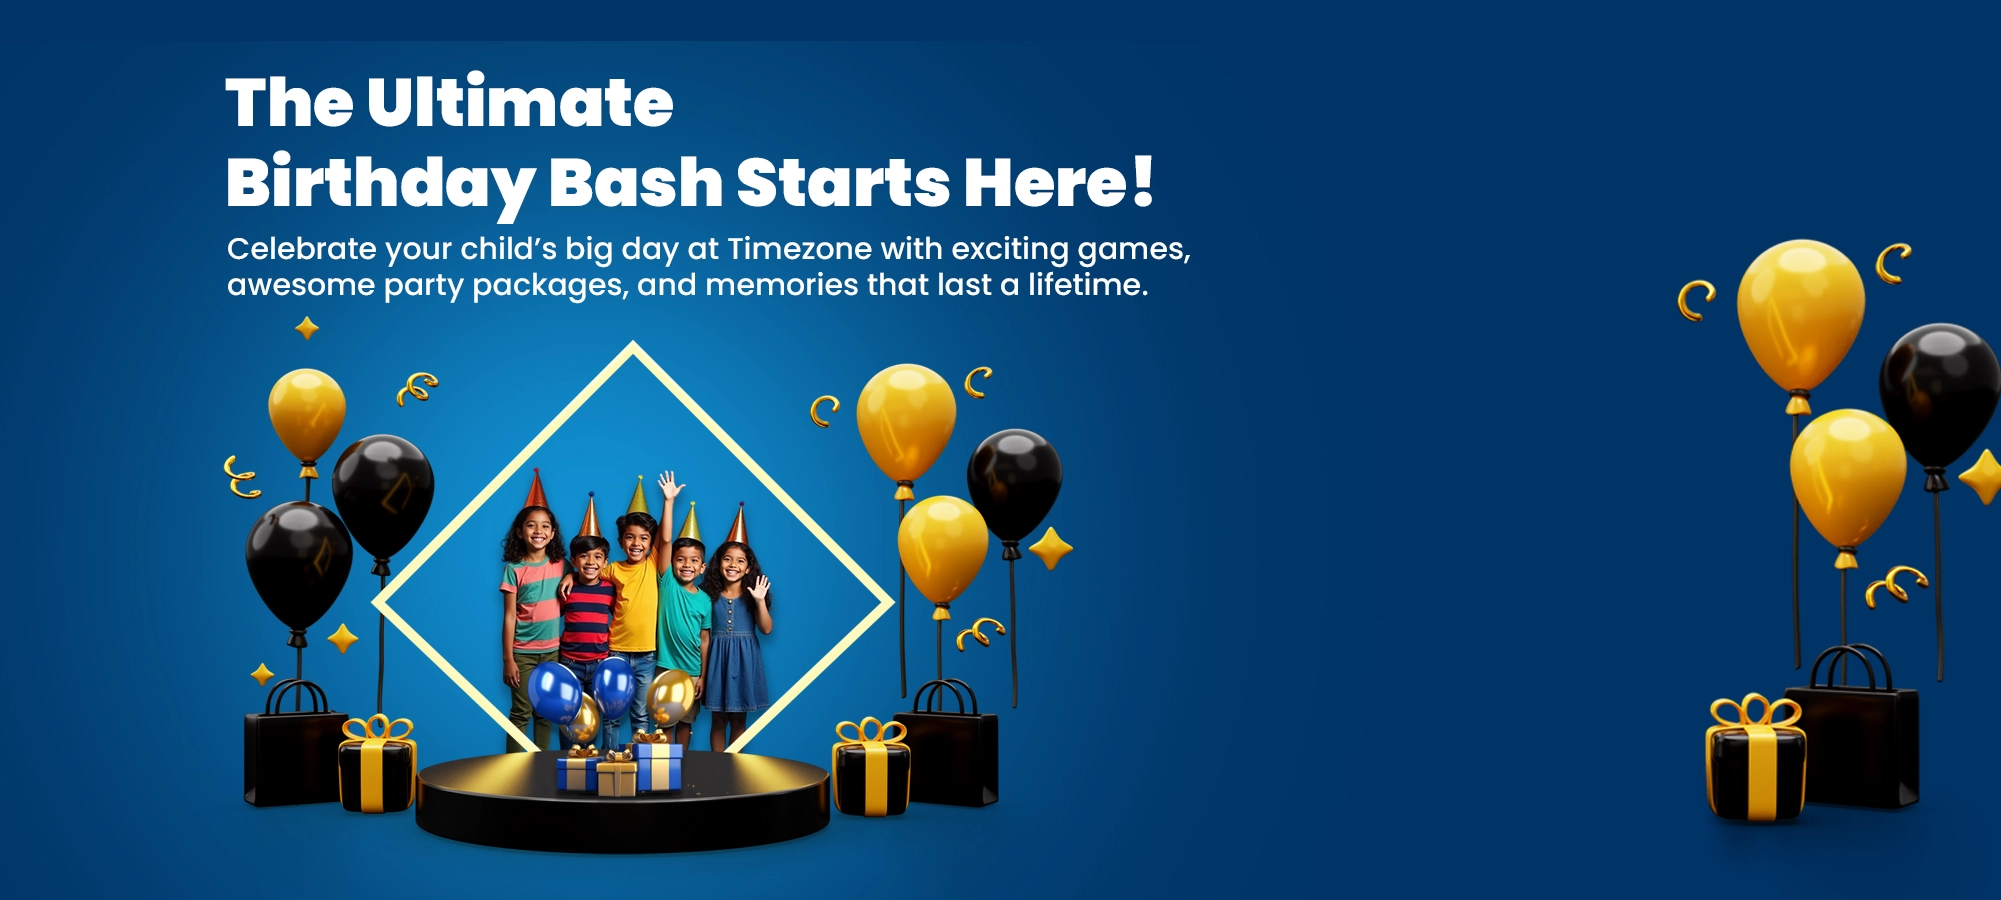 The Ultimate
Birthday Bash Starts Here!
Celebrate your child’s big day at Timezone with exciting games,
awesome party packages, and memories that last a lifetime.